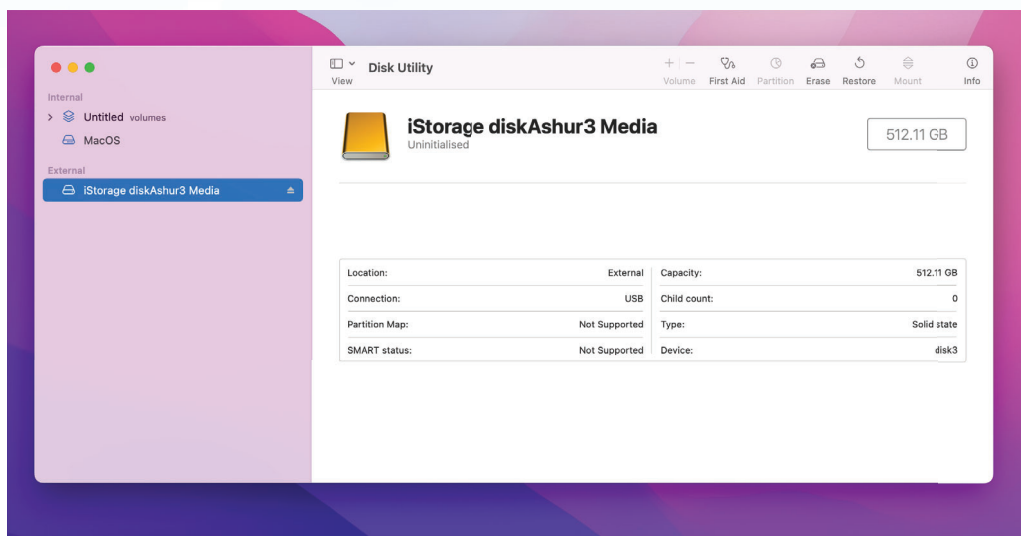 Disk Utility
View
Volume First Aid Partition Erase Restore Mount Info
Internal
Untitled volumes
MacOS
External
iStorage diskAshur3 Media
iStorage diskAshur3 Media
Uninitialised
512.11 GB
Location: External
Capacity: 512.11 GB
Connection: USB
Child count: 0
Partition Map: Not Supported
Type: Solid state
SMART status: Not Supported
Device: disk3